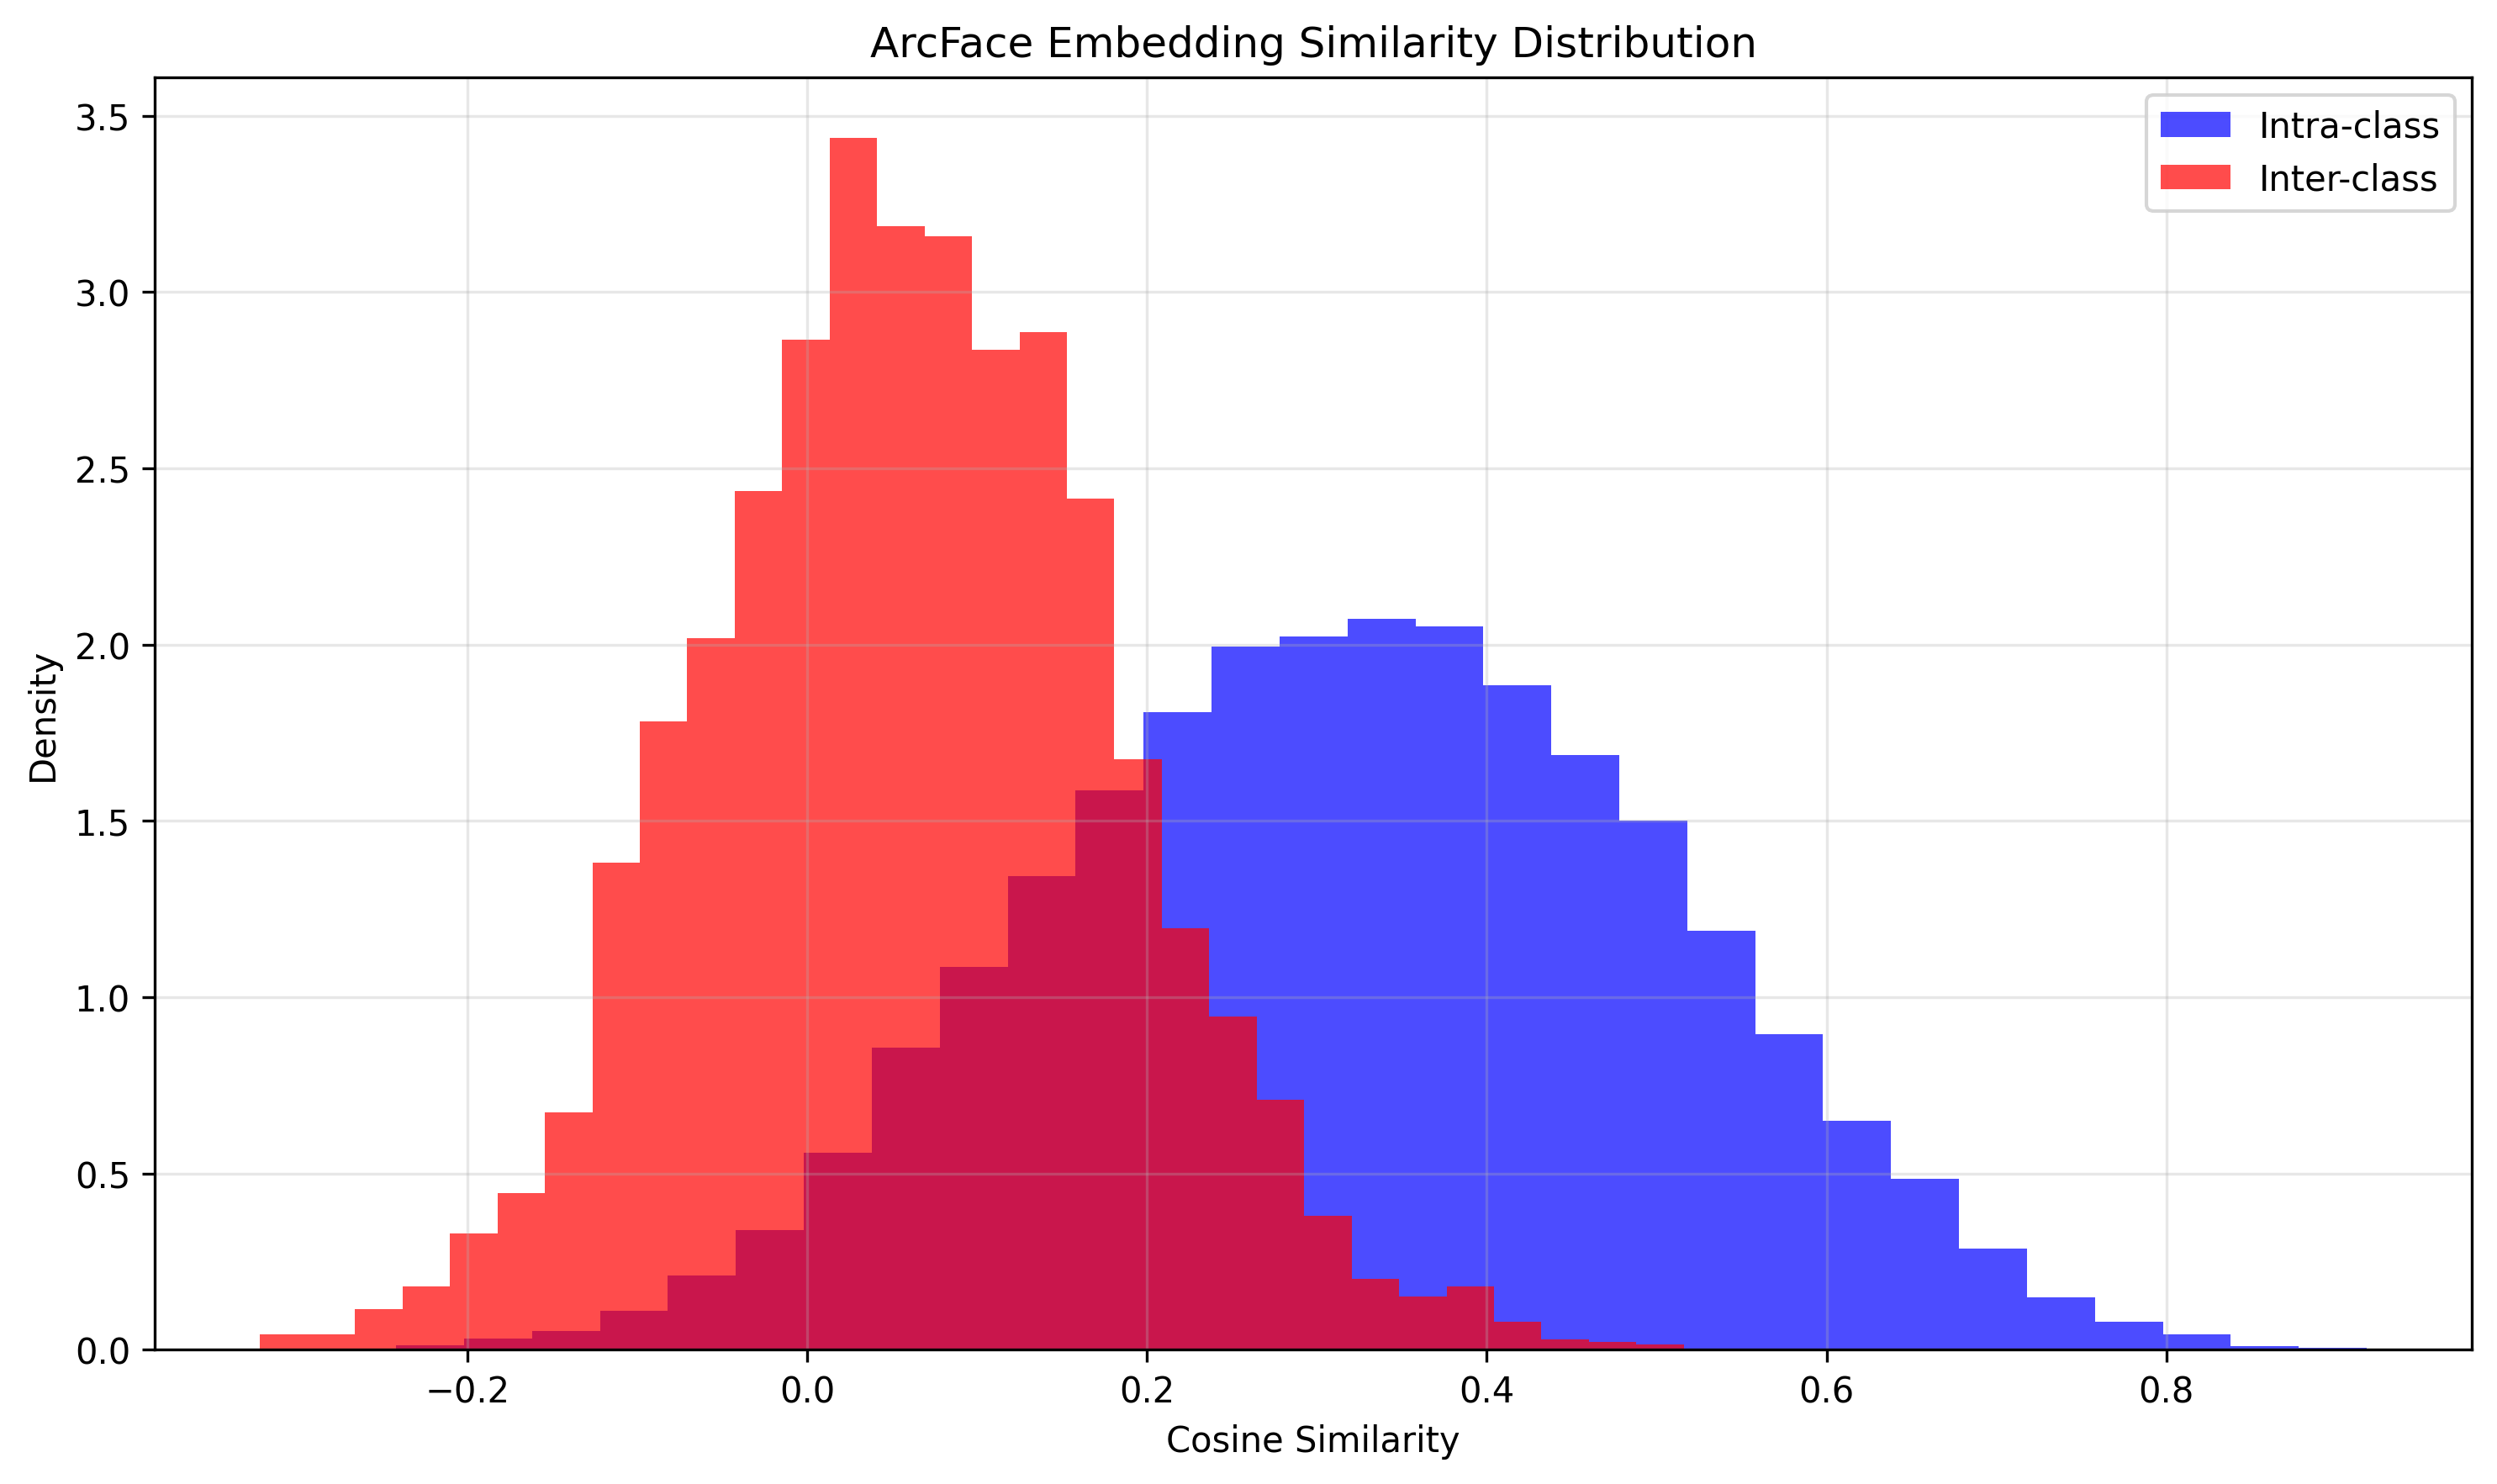 ArcFace Embedding Similarity Distribution
Intra-class
Inter-class
Density
3.5
3.0
2.5
2.0
1.5
1.0
0.5
0.0
−0.2 0.0 0.2 0.4 0.6 0.8
Cosine Similarity